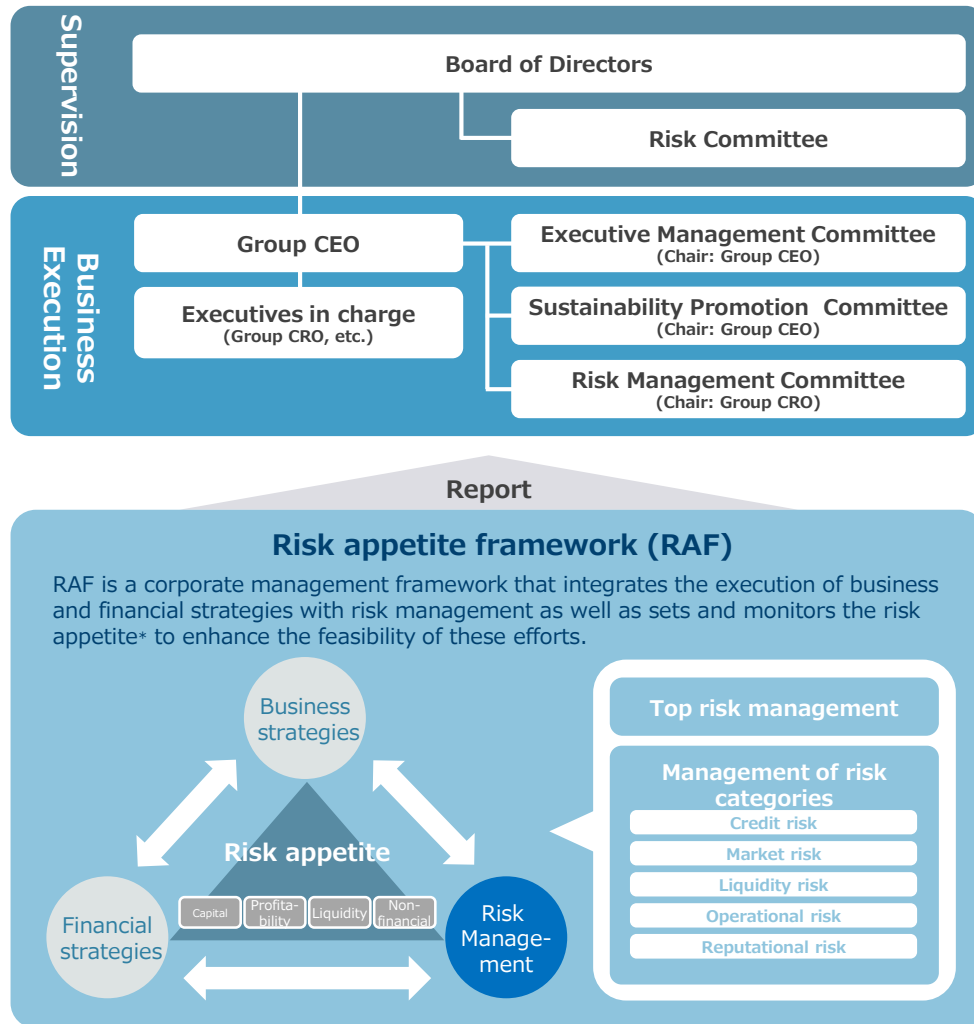 Supervision
Board of Directors
Risk Committee
Business
Execution
Group CEO
Executives in charge
(Group CRO, etc.)
Executive Management Committee
(Chair: Group CEO)
Sustainability Promotion Committee
(Chair: Group CEO)
Risk Management Committee
(Chair: Group CRO)
Report
Risk appetite framework (RAF)
RAF is a corporate management framework that integrates the execution of business
and financial strategies with risk management as well as sets and monitors the risk
appetite* to enhance the feasibility of these efforts.
Business
strategies
Risk appetite
Capital
Profita-
bility
Liquidity
Non-
financial
Financial
strategies
Risk
Manage-
ment
Top risk management
Management of risk
categories
Credit risk
Market risk
Liquidity risk
Operational risk
Reputational risk